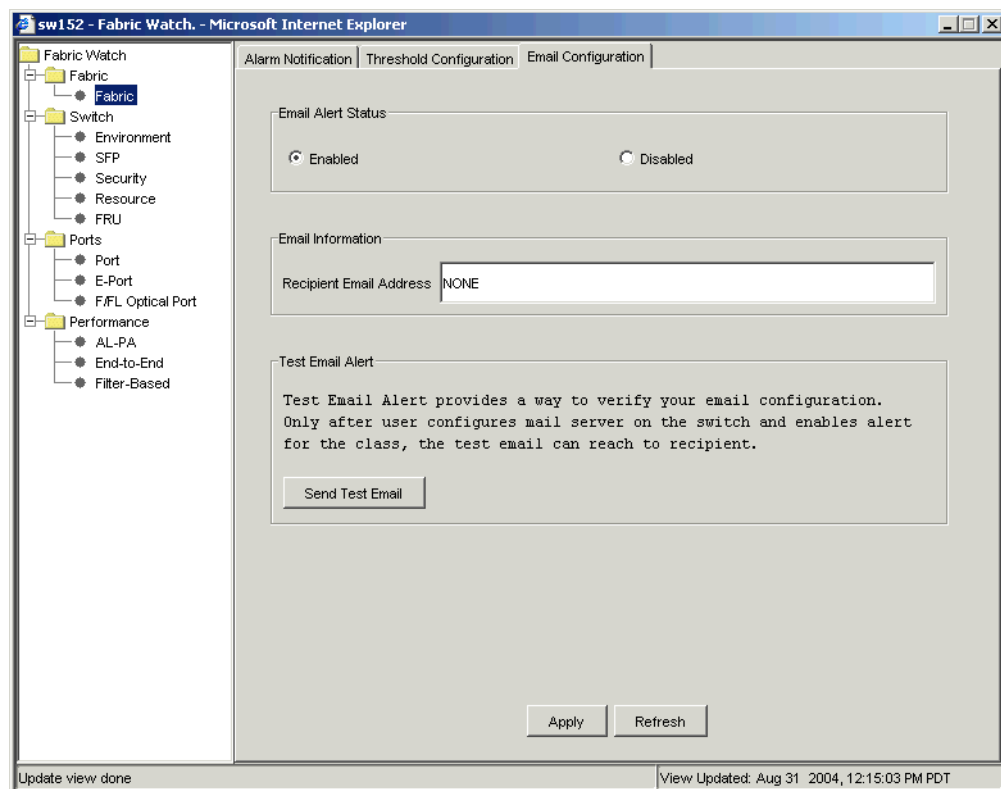 sw152 - Fabric Watch. - Microsoft Internet Explorer
Fabric Watch
Fabric
Fabric
Switch
Environment
SFP
Security
Resource
FRU
Ports
Port
E-Port
F/FL Optical Port
Performance
AL-PA
End-to-End
Filter-Based
Alarm Notification
Threshold Configuration
Email Configuration
Email Alert Status
Enabled
Disabled
Email Information
Recipient Email Address
NONE
Test Email Alert
Test Email Alert provides a way to verify your email configuration.
Only after user configures mail server on the switch and enables alert
for the class, the test email can reach to recipient.
Send Test Email
Apply
Refresh
Update view done
View Updated: Aug 31 2004, 12:15:03 PM PDT